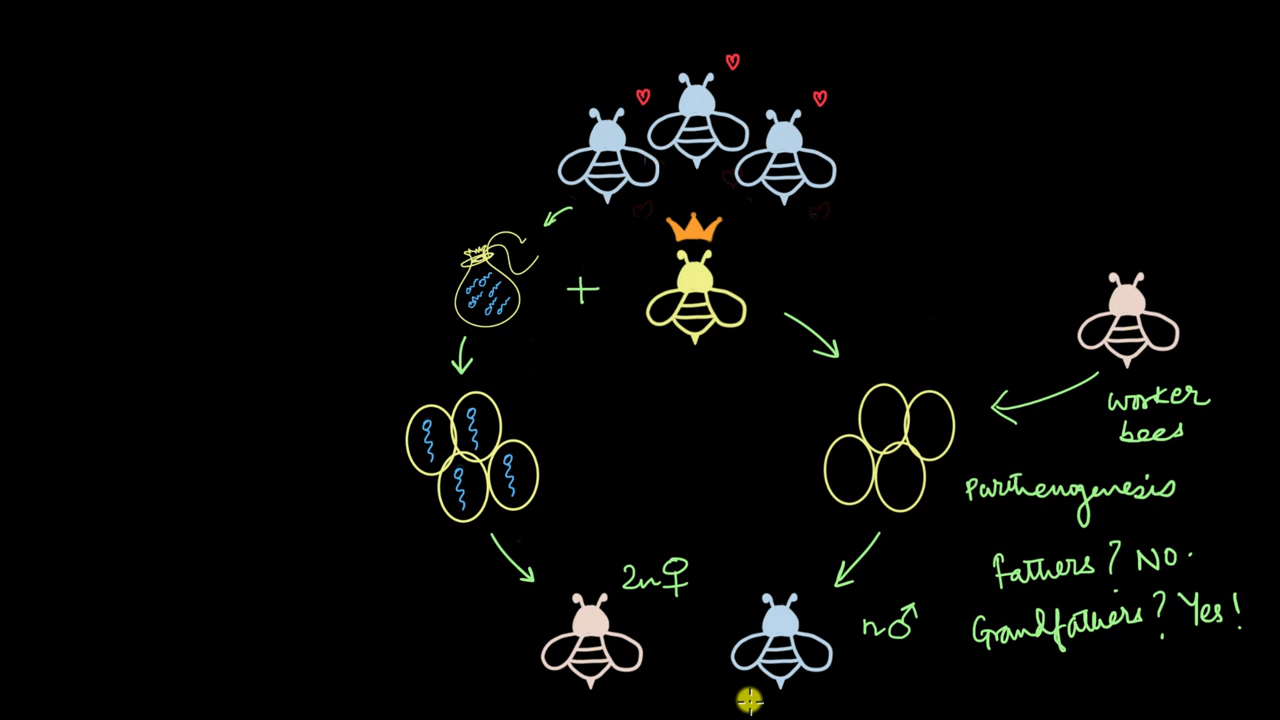 +
worker
bees
Parthenogenesis
2n♀
n♂
Fathers? No.
Grandfathers? Yes!